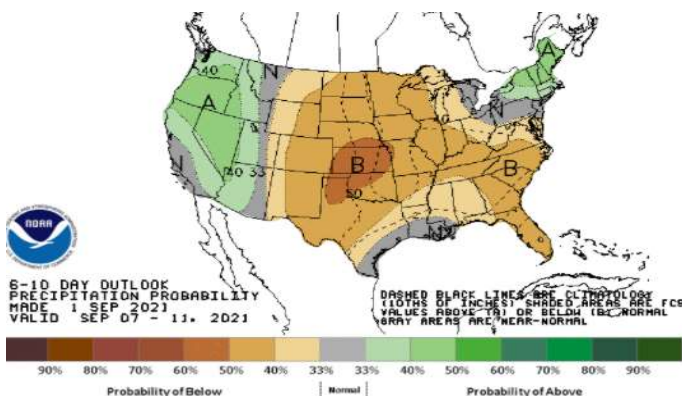 40
N
A
A
N
N
40 33
B
50
B
N
NOAA
6-10 DAY OUTLOOK
PRECIPITATION PROBABILITY
MADE 1 SEP 2021
VALID SEP 07 - 11, 2021
DASHED BLACK LINES ARE CLIMATOLOGY
(10THS OF INCHES) SHADED AREAS ARE FCS
VALUES ABOVE (A) OR BELOW (B) NORMAL
GRAY AREAS ARE NEAR-NORMAL
90% 80% 70% 60% 50% 40% 33% 33% 40% 50% 60% 70% 80% 90%
Probability of Below Normal Probability of Above